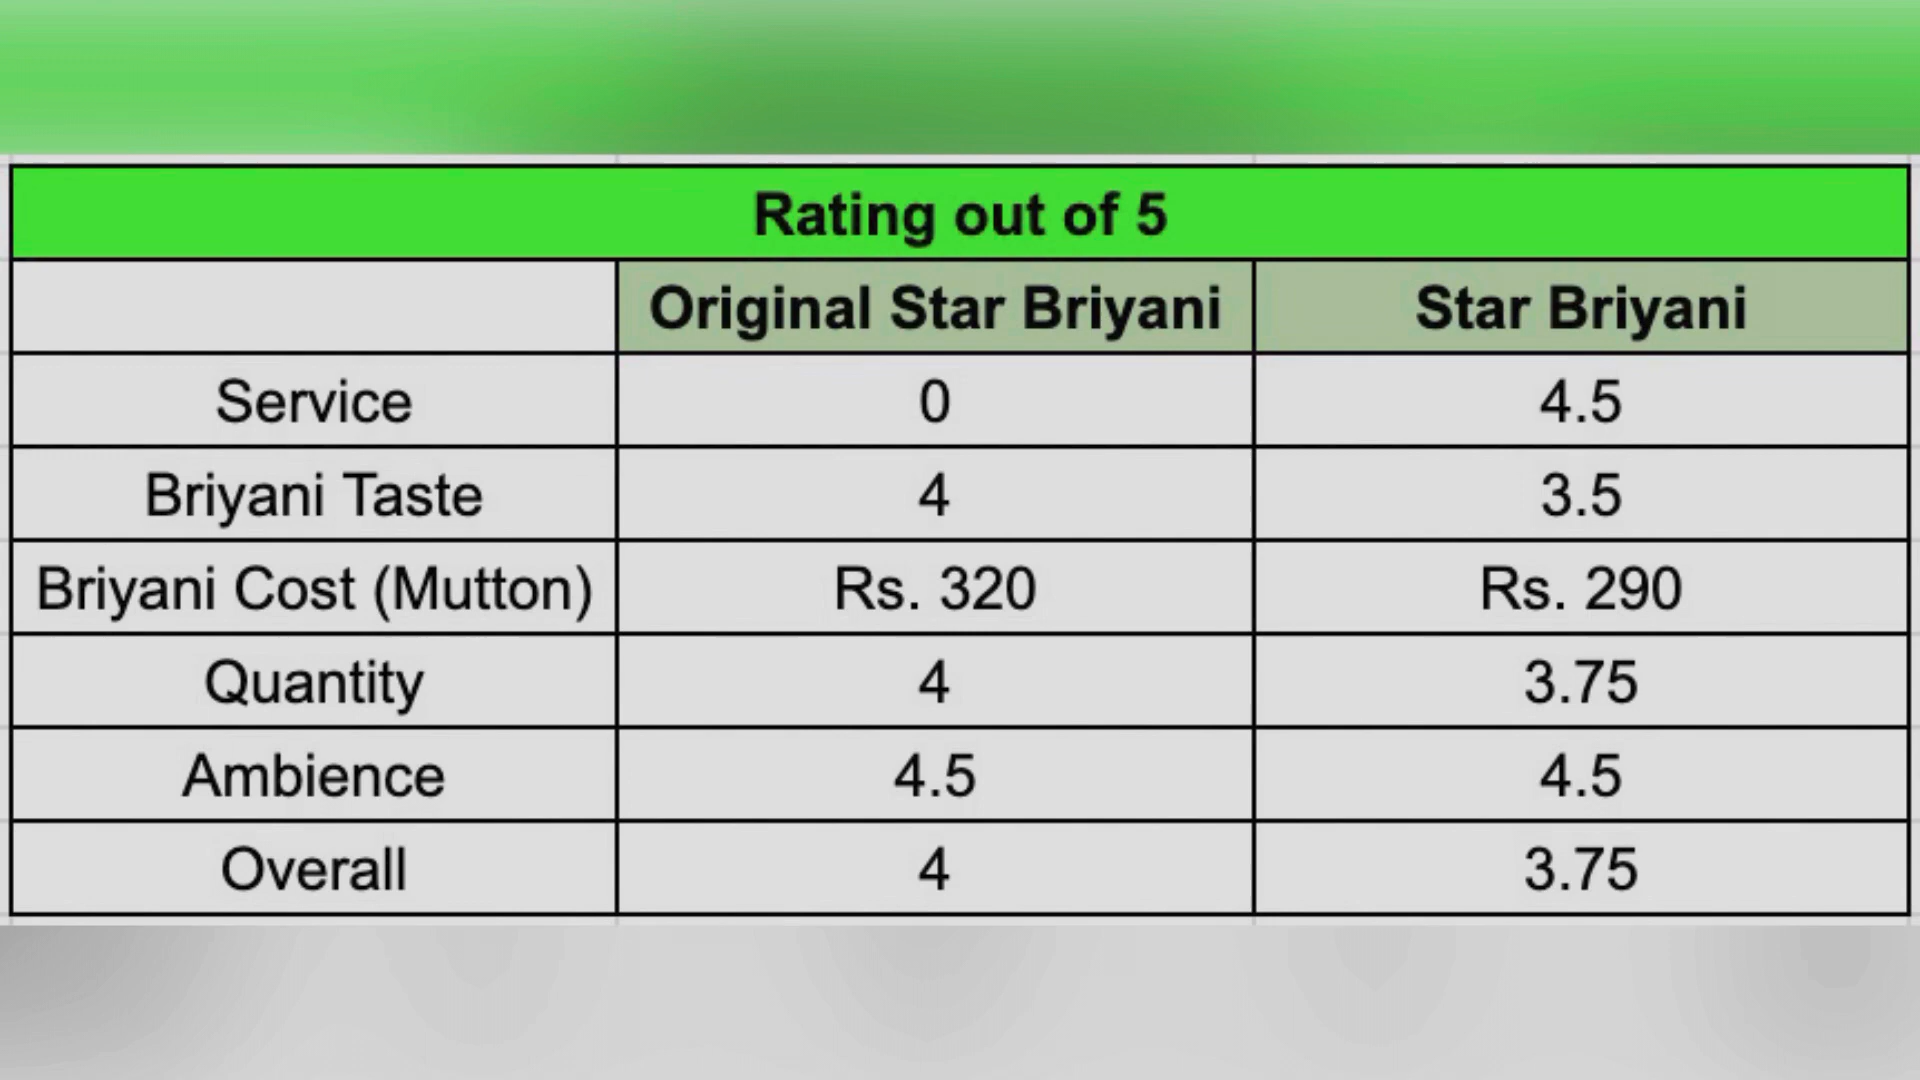 Rating out of 5
Original Star Briyani Star Briyani
Service 0 4.5
Briyani Taste 4 3.5
Briyani Cost (Mutton) Rs. 320 Rs. 290
Quantity 4 3.75
Ambience 4.5 4.5
Overall 4 3.75